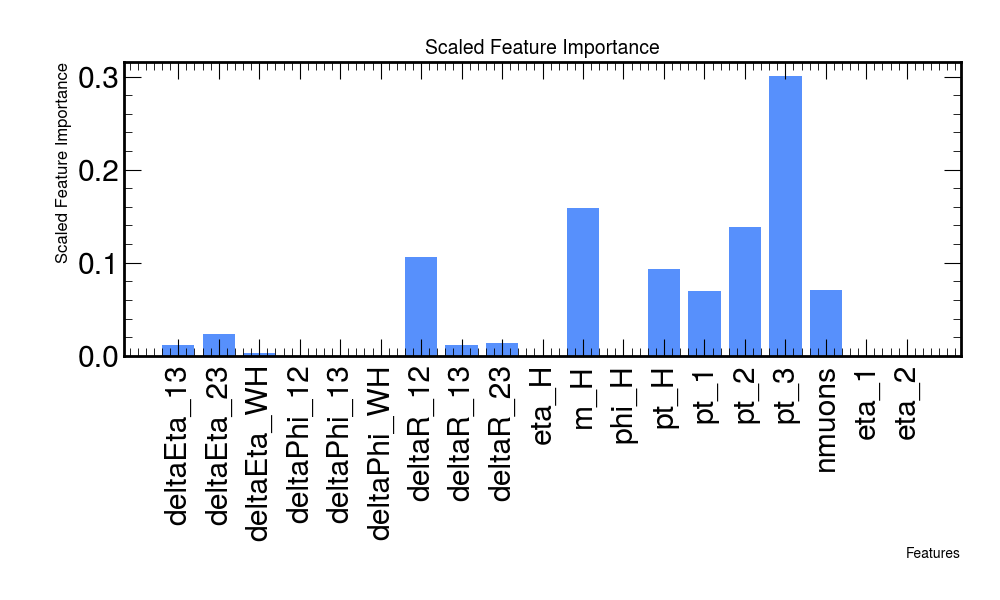 Scaled Feature Importance
Scaled Feature Importance
0.3
0.2
0.1
0.0
deltaEta_13
deltaEta_23
deltaEta_WH
deltaPhi_12
deltaPhi_13
deltaPhi_WH
deltaR_12
deltaR_13
deltaR_23
eta_H
m_H
phi_H
pt_H
pt_1
pt_2
pt_3
nmuons
eta_1
eta_2
Features